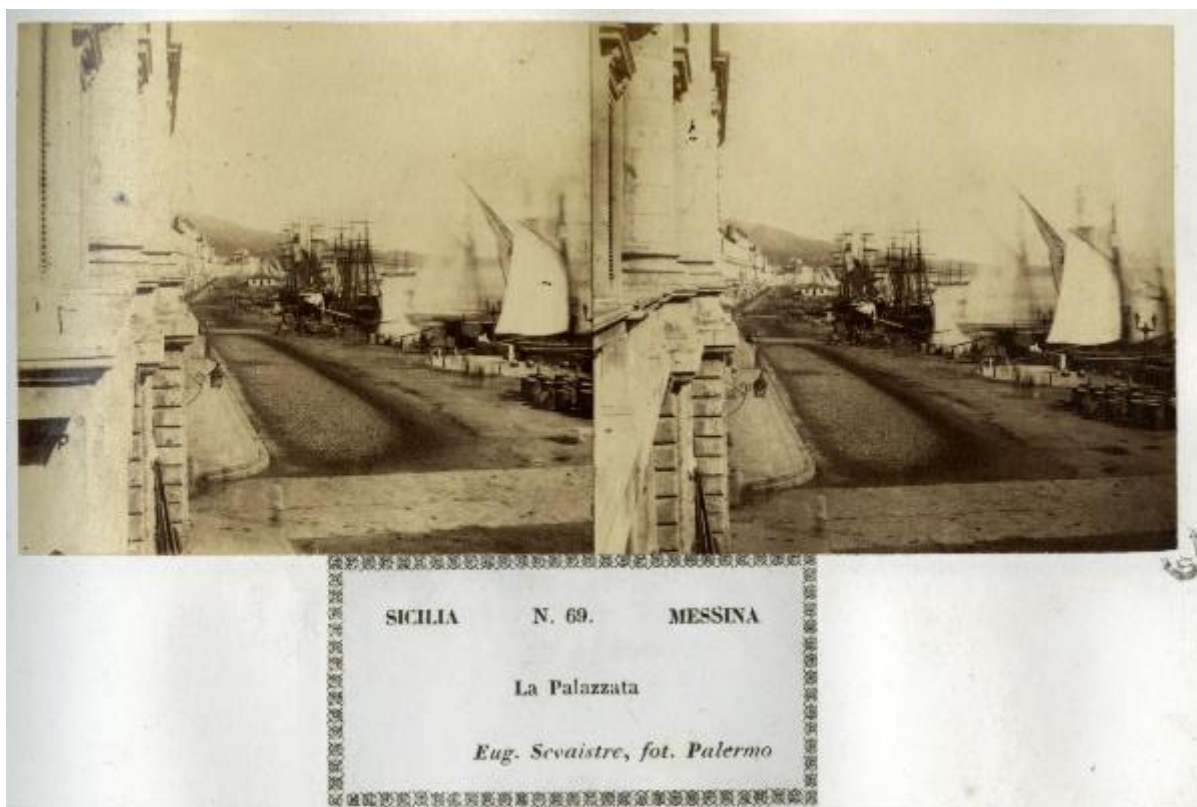 SICILIA N. 69. MESSINA
La Palazzata
Eug. Sevaistre, fot. Palermo